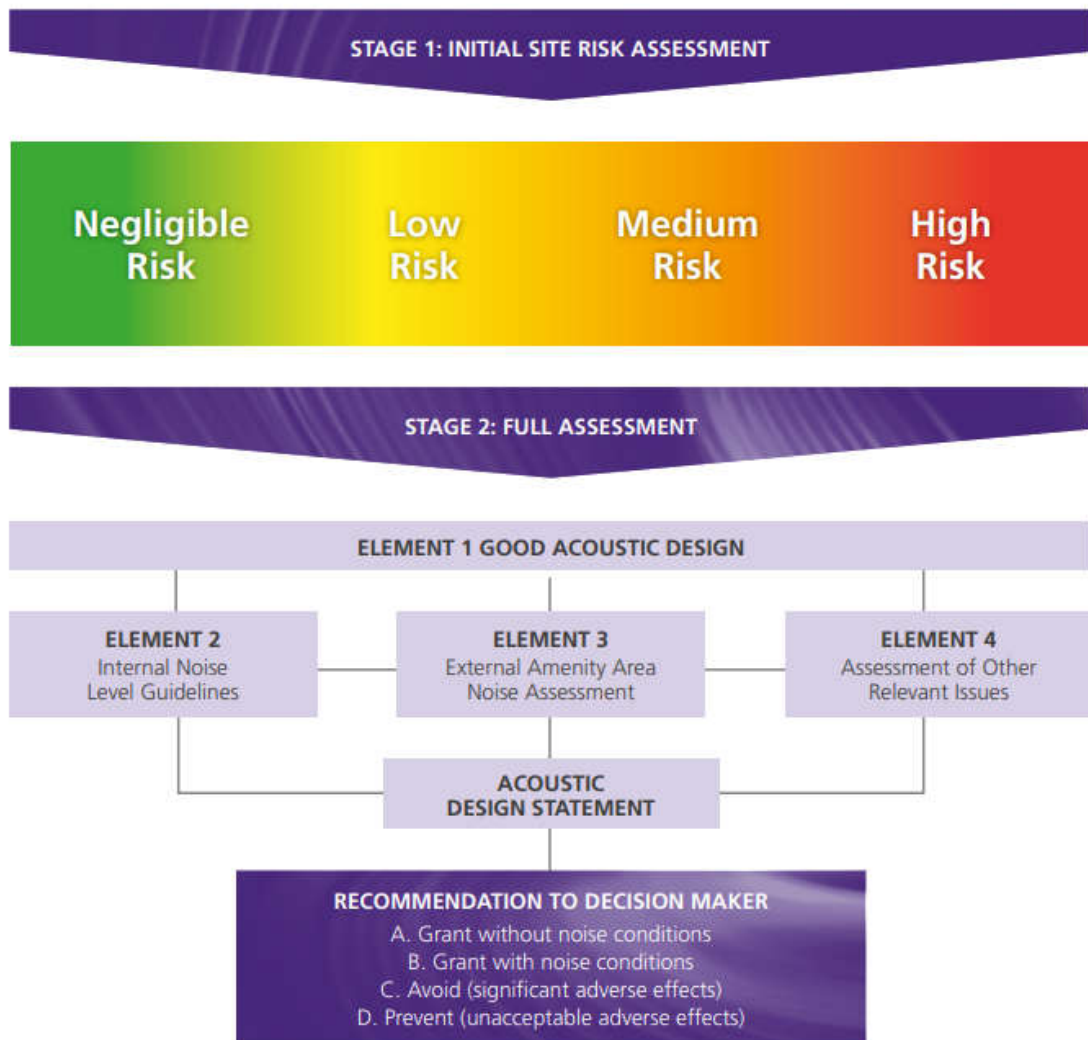 STAGE 1: INITIAL SITE RISK ASSESSMENT
Negligible
Risk
Low
Risk
Medium
Risk
High
Risk
STAGE 2: FULL ASSESSMENT
ELEMENT 1 GOOD ACOUSTIC DESIGN
ELEMENT 2
Internal Noise
Level Guidelines
ELEMENT 3
External Amenity Area
Noise Assessment
ELEMENT 4
Assessment of Other
Relevant Issues
ACOUSTIC
DESIGN STATEMENT
RECOMMENDATION TO DECISION MAKER
A. Grant without noise conditions
B. Grant with noise conditions
C. Avoid (significant adverse effects)
D. Prevent (unacceptable adverse effects)